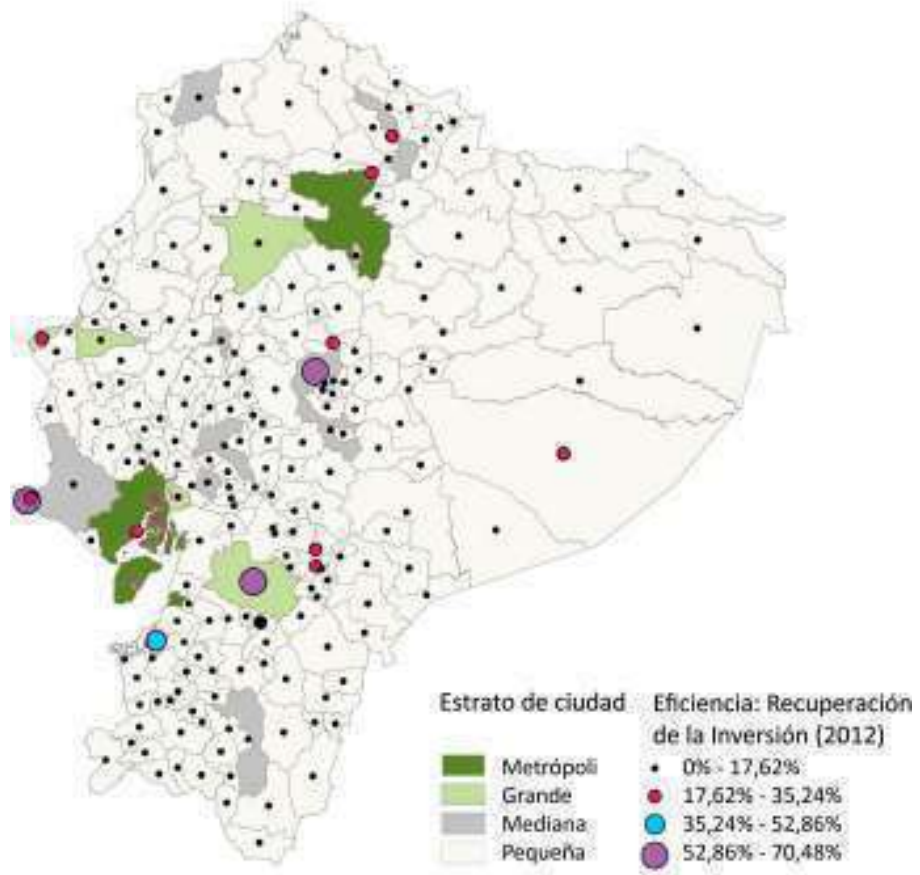 Estrato de ciudad
Metrópoli
Grande
Mediana
Pequeña
Eficiencia: Recuperación
de la Inversión (2012)
0% - 17,62%
17,62% - 35,24%
35,24% - 52,86%
52,86% - 70,48%